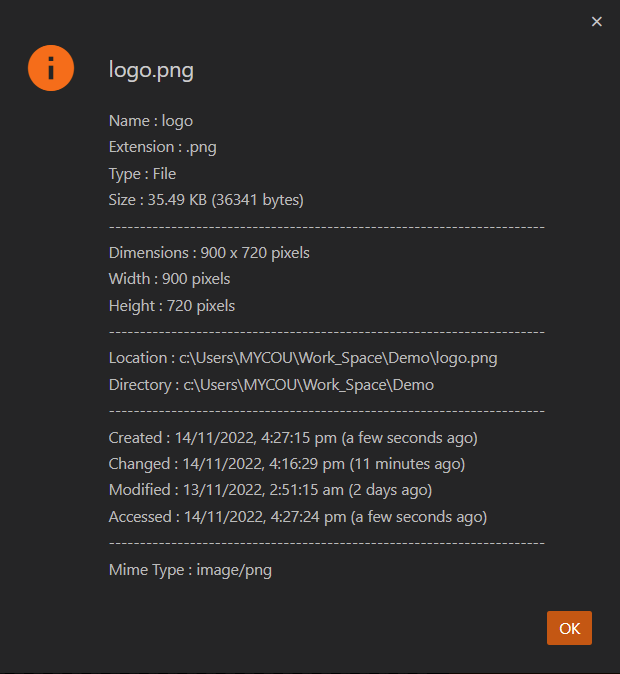 logo.png
Name : logo
Extension : .png
Type : File
Size : 35.49 KB (36341 bytes)
----------------------------------------------------------------------
Dimensions : 900 x 720 pixels
Width : 900 pixels
Height : 720 pixels
----------------------------------------------------------------------
Location : c:\Users\MYCOU\Work_Space\Demo\logo.png
Directory : c:\Users\MYCOU\Work_Space\Demo
----------------------------------------------------------------------
Created : 14/11/2022, 4:27:15 pm (a few seconds ago)
Changed : 14/11/2022, 4:16:29 pm (11 minutes ago)
Modified : 13/11/2022, 2:51:15 am (2 days ago)
Accessed : 14/11/2022, 4:27:24 pm (a few seconds ago)
----------------------------------------------------------------------
Mime Type : image/png
OK